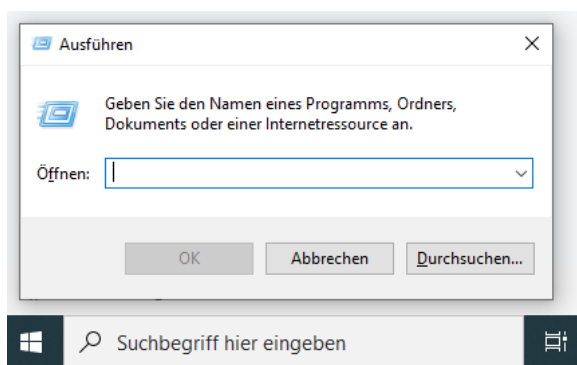 Ausführen
Geben Sie den Namen eines Programms, Ordners,
Dokuments oder einer Internetressource an.
Öffnen:
OK Abbrechen Durchsuchen...
Suchbegriff hier eingeben